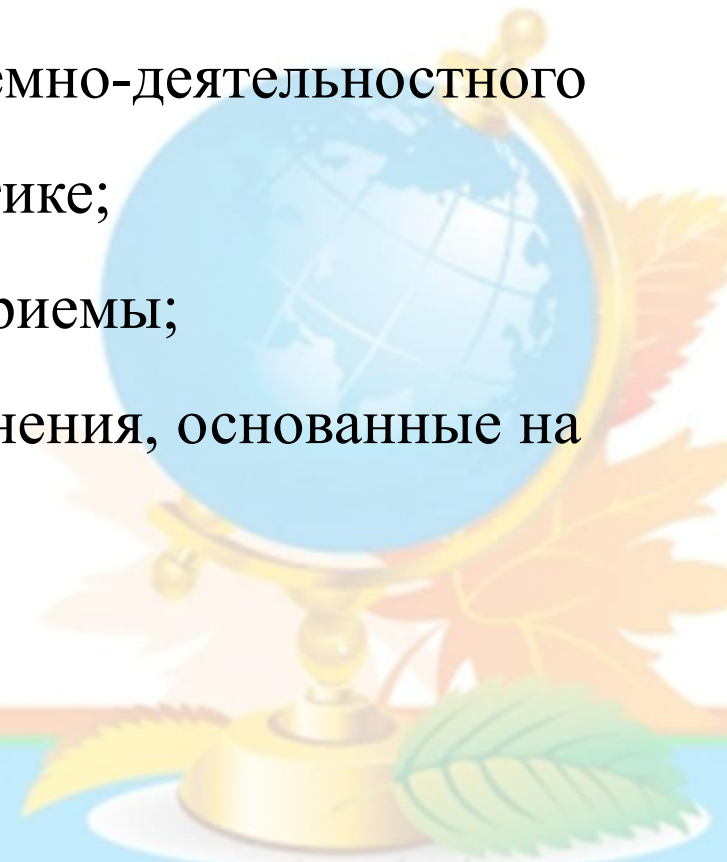 емно-деятельностного
тике;
риемы;
нения, основанные на